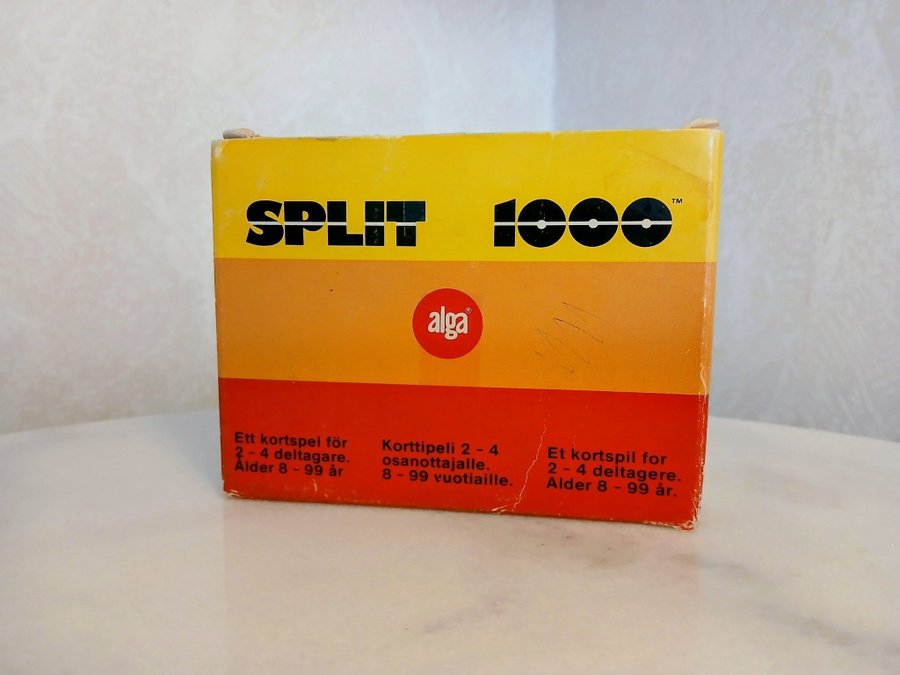 SPLIT 1000™
alga®
Ett kortspel för
2 - 4 deltagare.
Ålder 8 - 99 år
Korttipeli 2 - 4
osanottajalle.
8 - 99 vuotiaille.
Et kortspil for
2 - 4 deltagere.
Alder 8 - 99 år.